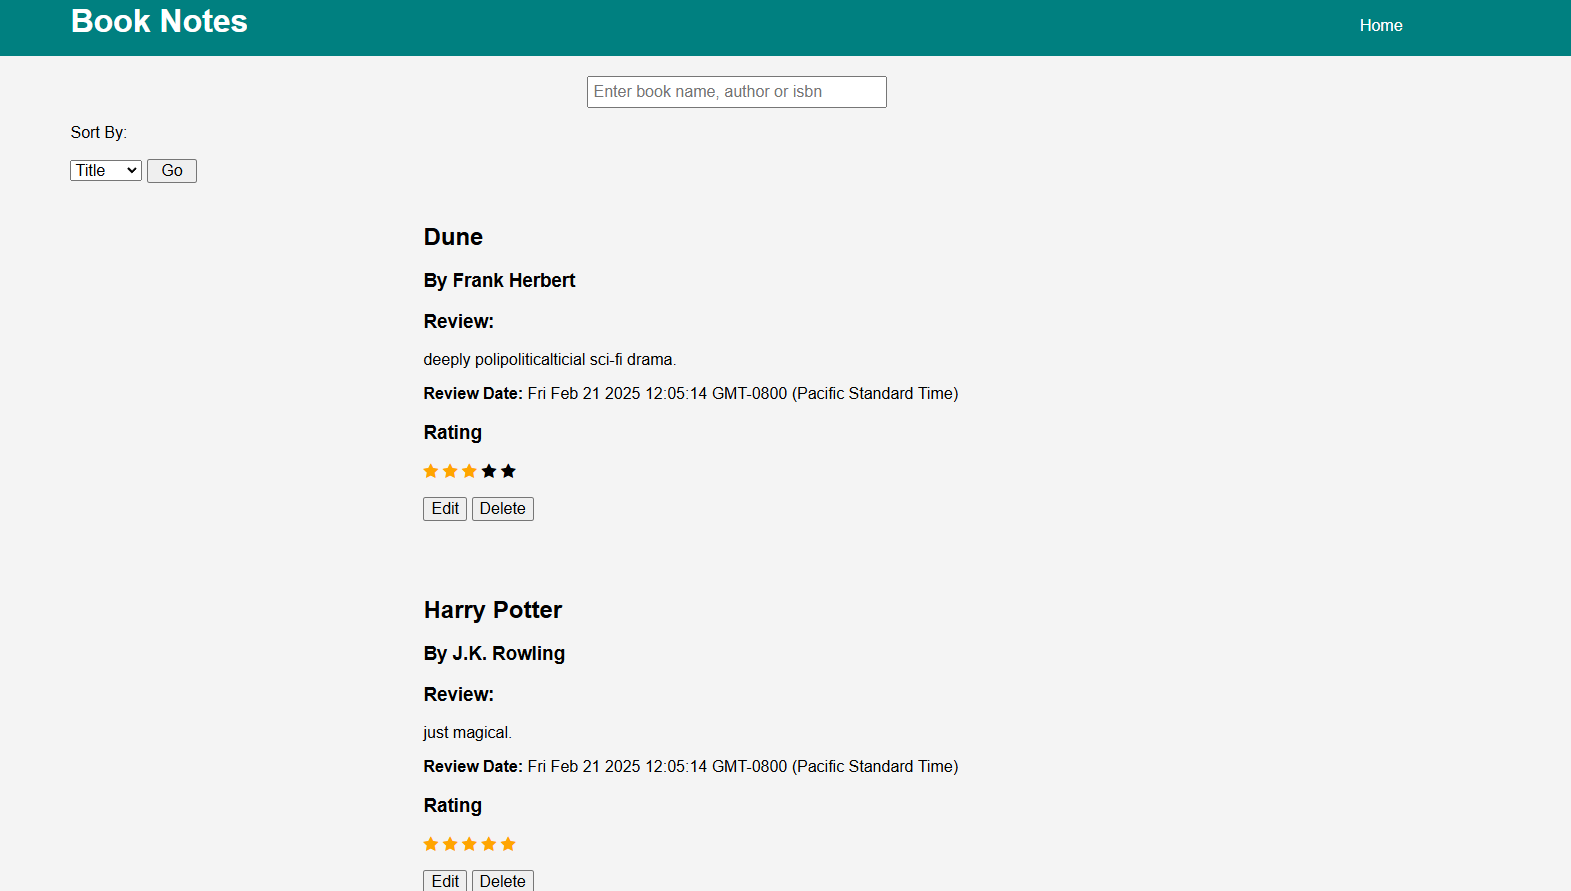 Book Notes
Home
Enter book name, author or isbn
Sort By:
Title
Go
Dune
By Frank Herbert
Review:
deeply polipoliticalticial sci-fi drama.
Review Date: Fri Feb 21 2025 12:05:14 GMT-0800 (Pacific Standard Time)
Rating
Edit Delete
Harry Potter
By J.K. Rowling
Review:
just magical.
Review Date: Fri Feb 21 2025 12:05:14 GMT-0800 (Pacific Standard Time)
Rating
Edit Delete